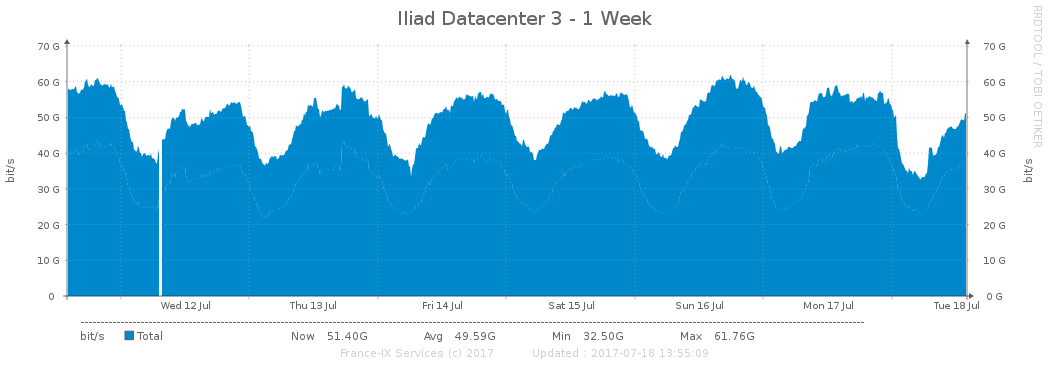 Iliad Datacenter 3 - 1 Week
RRDTOOL / TOBI OETIKER
70 G 70 G
60 G 60 G
50 G 50 G
40 G 40 G
30 G 30 G
20 G 20 G
10 G 10 G
0 0 G
bit/s bit/s
Wed 12 Jul Thu 13 Jul Fri 14 Jul Sat 15 Jul Sun 16 Jul Mon 17 Jul Tue 18 Jul
bit/s Total Now 51.40G Avg 49.59G Min 32.50G Max 61.76G
France-IX Services (c) 2017 Updated : 2017-07-18 13:55:09